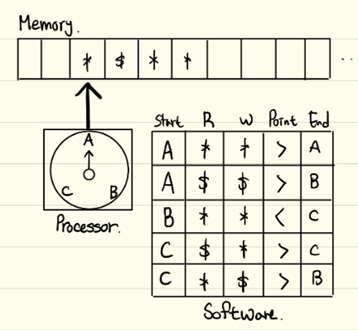 Memory.
* $ * * ..
A
C B
Processor.
Start R W Point End
A * * > A
A $ $ > B
B * * < C
C $ * > C
C * $ > B
Software.